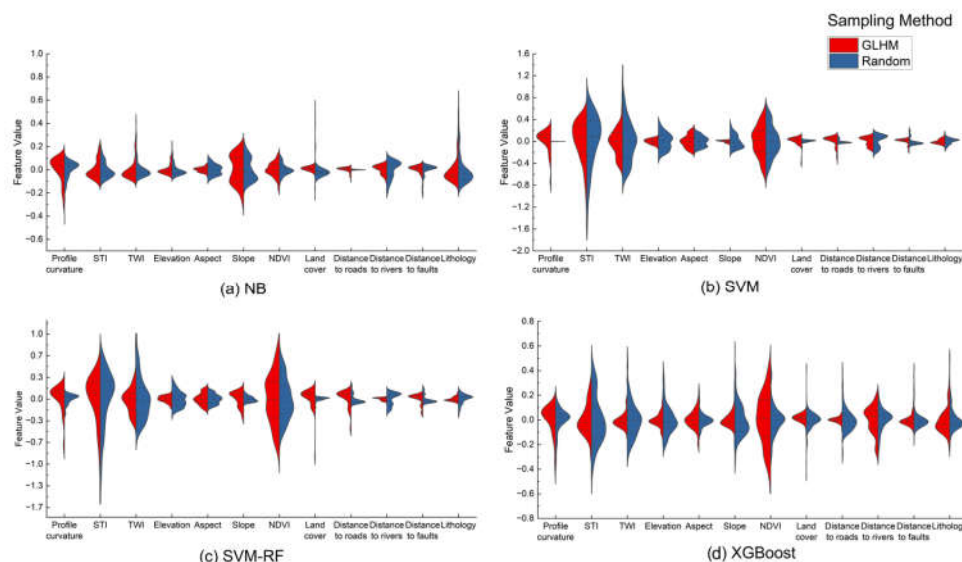 Sampling Method
GLHM
Random
Feature Value
1.0
0.8
0.6
0.4
0.2
0.0
−0.2
−0.4
−0.6
Profile curvature
STI
TWI
Elevation
Aspect
Slope
NDVI
Land cover
Distance to roads
Distance to rivers
Distance to faults
Lithology
(a) NB
Feature Value
1.6
1.2
0.8
0.4
0.0
−0.4
−0.8
−1.2
−1.6
−2.0
Profile curvature
STI
TWI
Elevation
Aspect
Slope
NDVI
Land cover
Distance to roads
Distance to rivers
Distance to faults
Lithology
(b) SVM
Feature Value
1.0
0.7
0.3
0.0
−0.3
−0.7
−1.0
−1.3
−1.7
Profile curvature
STI
TWI
Elevation
Aspect
Slope
NDVI
Land cover
Distance to roads
Distance to rivers
Distance to faults
Lithology
(c) SVM-RF
Feature Value
0.8
0.6
0.4
0.2
0.0
−0.2
−0.4
−0.6
−0.8
Profile curvature
STI
TWI
Elevation
Aspect
Slope
NDVI
Land cover
Distance to roads
Distance to rivers
Distance to faults
Lithology
(d) XGBoost